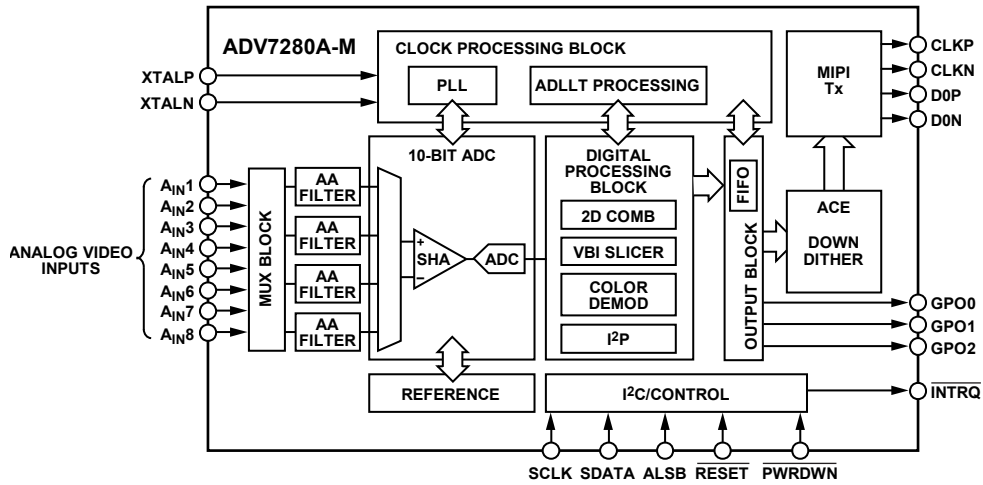 ADV7280A-M
CLOCK PROCESSING BLOCK
PLL
ADLLT PROCESSING
XTALP
XTALN
MIPI
Tx
CLKP
CLKN
D0P
D0N
10-BIT ADC
DIGITAL
PROCESSING
BLOCK
2D COMB
VBI SLICER
COLOR
DEMOD
I²P
FIFO
OUTPUT BLOCK
ACE
DOWN
DITHER
ANALOG VIDEO
INPUTS
AIN1
AIN2
AIN3
AIN4
AIN5
AIN6
AIN7
AIN8
MUX BLOCK
AA
FILTER
AA
FILTER
AA
FILTER
AA
FILTER
+
SHA
–
ADC
GPO0
GPO1
GPO2
REFERENCE
I²C/CONTROL
INTRQ
SCLK
SDATA
ALSB
RESET
PWRDWN